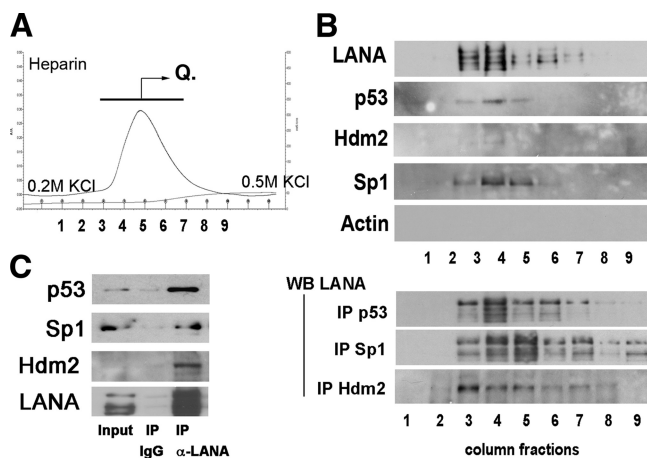 A
Heparin
Q.
0.2M KCl
0.5M KCl
1 2 3 4 5 6 7 8 9
B
LANA
p53
Hdm2
Sp1
Actin
1 2 3 4 5 6 7 8 9
WB LANA
IP p53
IP Sp1
IP Hdm2
1 2 3 4 5 6 7 8 9
column fractions
C
p53
Sp1
Hdm2
LANA
Input IP IP
IgG α-LANA